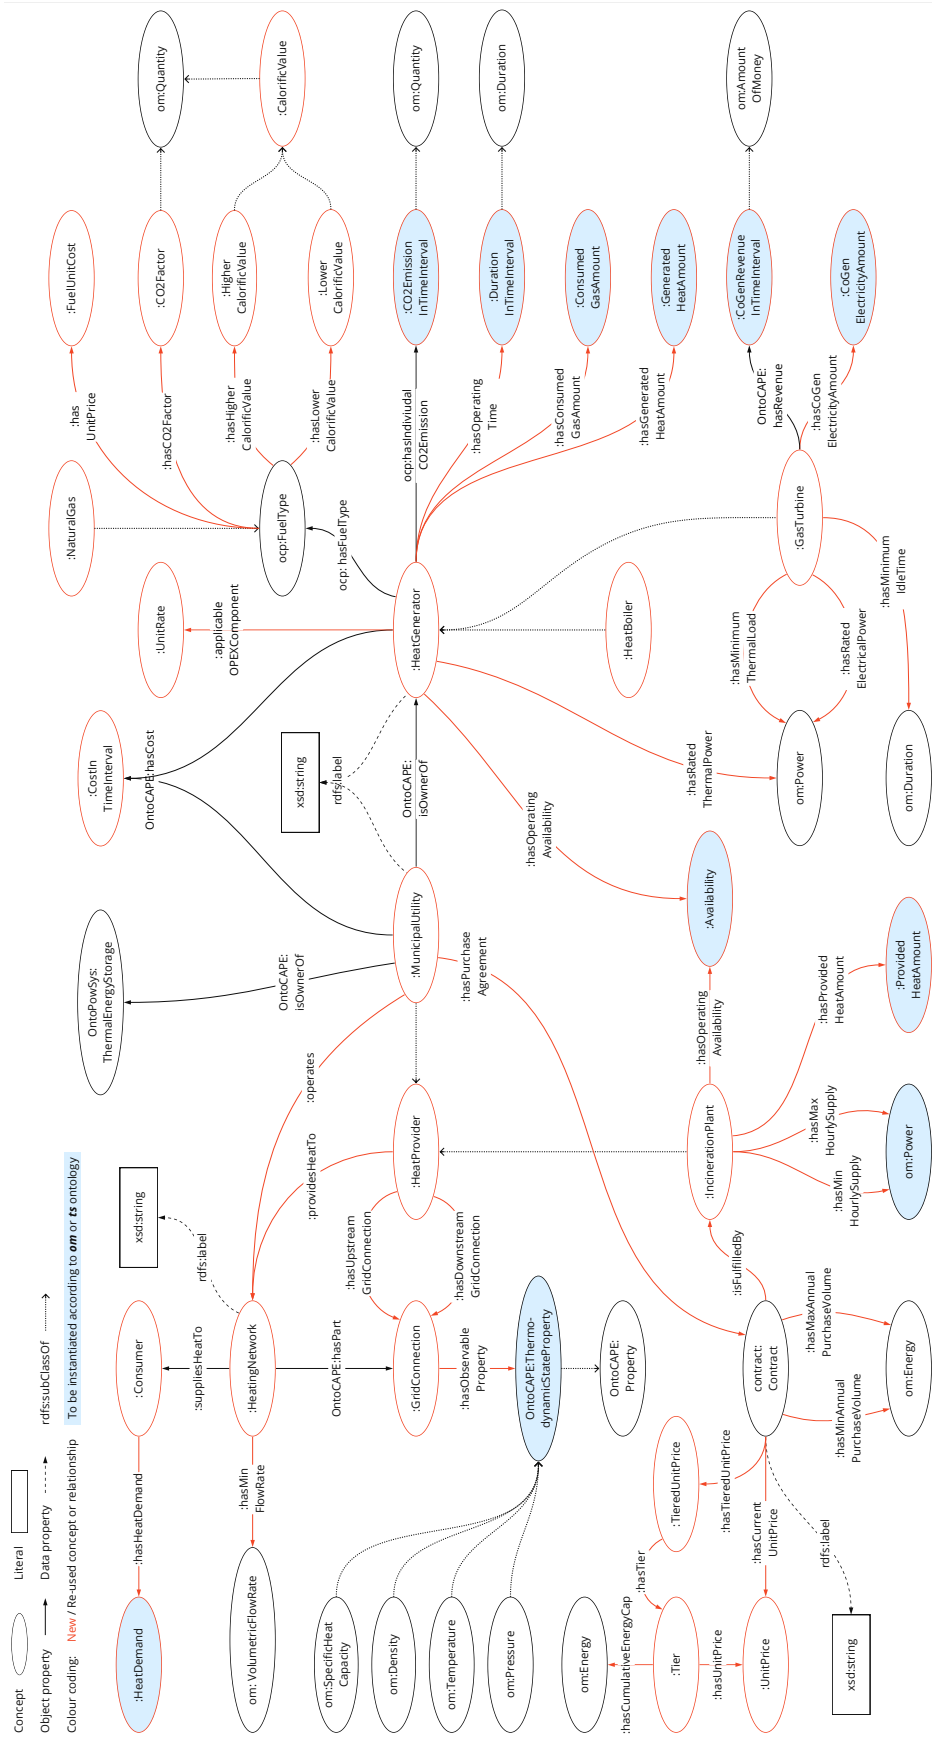 Concept
Literal
Object property
Data property
rdfs:subClassOf
Colour coding:
New / Re-used concept or relationship
To be instantiated according to om or ts ontology
:HeatDemand
:hasHeatDemand
:Consumer
xsd:string
:suppliesHeatTo
rdfs:label
om: VolumetricFlowRate
:hasMin
FlowRate
:HeatingNetwork
:providesHeatTo
:operates
OntoCAPE:hasPart
om:SpecificHeat
Capacity
om:Density
om:Temperature
om:Pressure
:GridConnection
:hasUpstream
GridConnection
:hasDownstream
GridConnection
:HeatProvider
:hasObservable
Property
OntoCAPE:Thermo-
dynamicStateProperty
OntoCAPE:
Property
OntoPowSys:
ThermalEnergyStorage
OntoCAPE:
isOwnerOf
:MunicipalUtility
:hasPurchase
Agreement
:CostIn
TimeInterval
OntoCAPE:hasCost
xsd:string
rdfs:label
OntoCAPE:
isOwnerOf
:UnitRate
:applicable
OPEXComponent
:HeatGenerator
:HeatBoiler
:NaturalGas
ocp:FuelType
ocp: hasFuelType
:has
UnitPrice
:hasCO2Factor
:hasHigher
CalorificValue
:hasLower
CalorificValue
:FuelUnitCost
:CO2Factor
:Higher
CalorificValue
:Lower
CalorificValue
om:Quantity
:CalorificValue
ocp:hasIndiviudal
CO2Emission
:hasOperating
Time
:hasConsumed
GasAmount
:hasGenerated
HeatAmount
:CO2Emission
InTimeInterval
:Duration
InTimeInterval
:Consumed
GasAmount
:Generated
HeatAmount
om:Quantity
om:Duration
:GasTurbine
OntoCAPE:
hasRevenue
:hasCoGen
ElectricityAmount
:CoGenRevenue
InTimeInterval
:CoGen
ElectricityAmount
om:Amount
OfMoney
:hasMinimum
ThermalLoad
:hasRated
ElectricalPower
:hasMinimum
IdleTime
om:Power
om:Duration
:hasRated
ThermalPower
:hasOperating
Availability
:Availability
:hasOperating
Availability
:IncinerationPlant
:hasProvided
HeatAmount
:Provided
HeatAmount
:hasMax
HourlySupply
:hasMin
HourlySupply
om:Power
:isFulfilledBy
contract:
Contract
:hasMaxAnnual
PurchaseVolume
:hasMinAnnual
PurchaseVolume
om:Energy
:TieredUnitPrice
:hasTieredUnitPrice
:hasCurrent
UnitPrice
rdfs:label
:hasTier
om:Energy
:hasCumulativeEnergyCap
:Tier
:hasUnitPrice
:UnitPrice
xsd:string